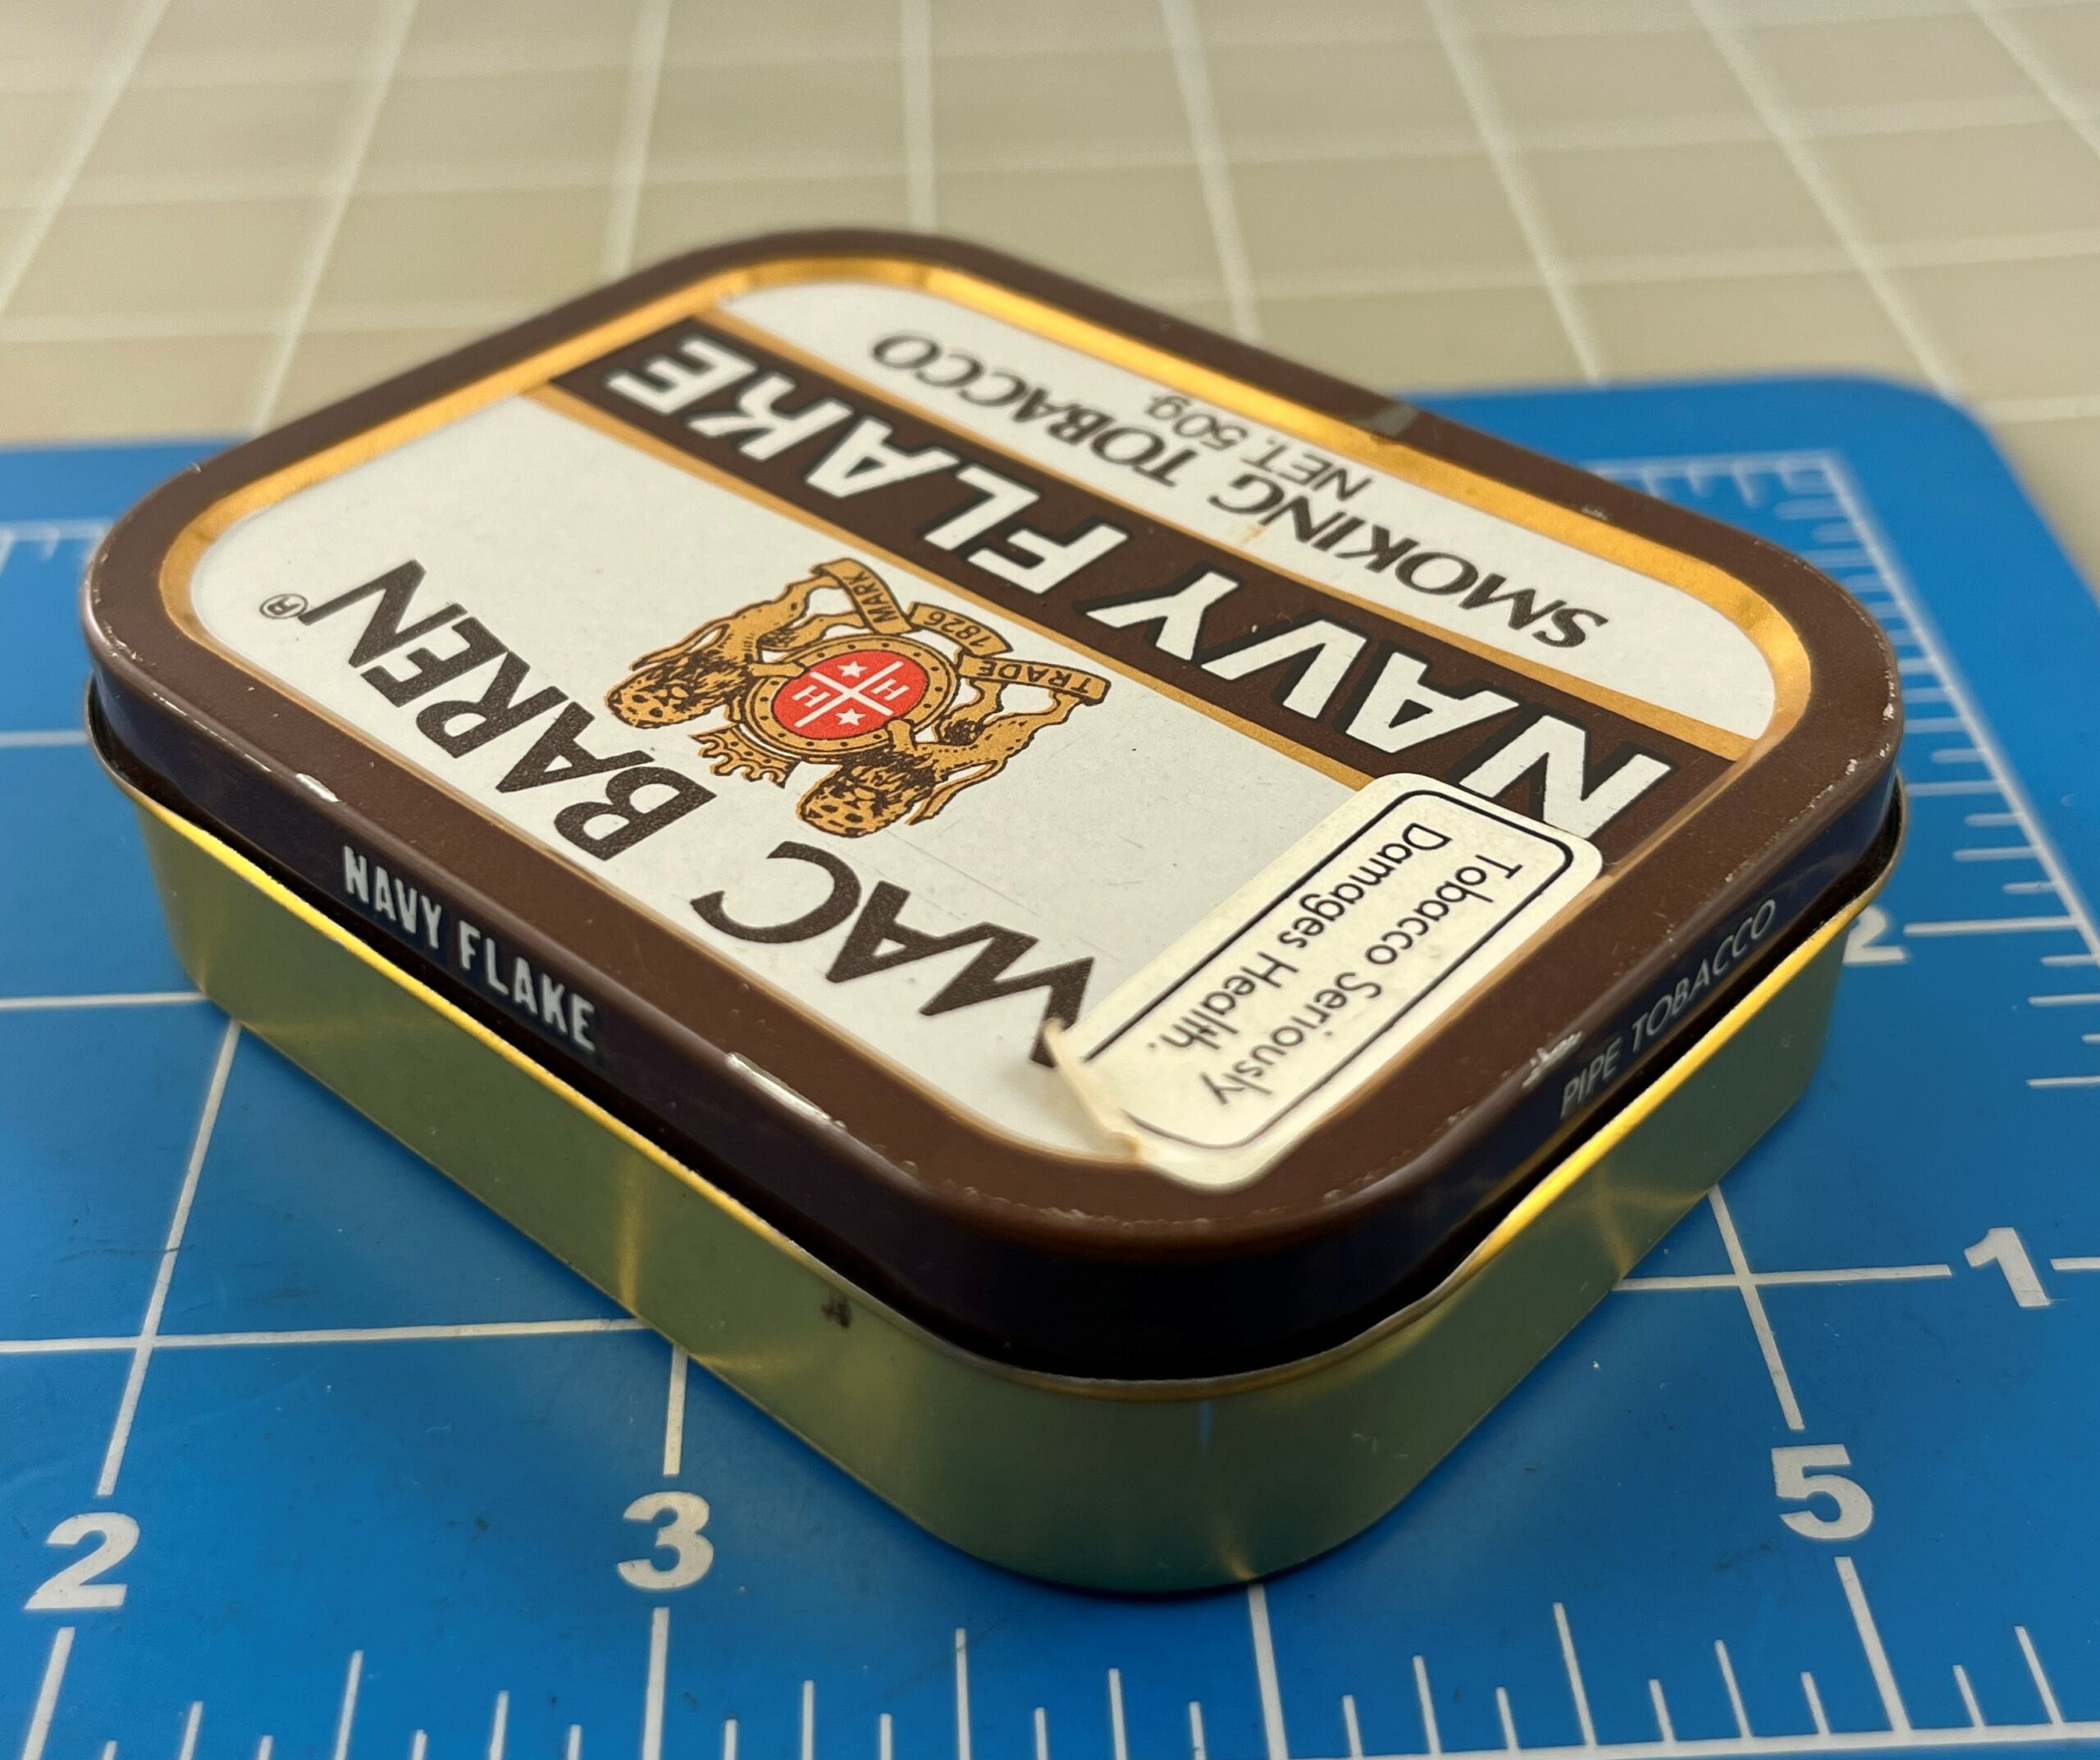 MAC BAREN®
TRADE 1826 MARK
H H
NAVY FLAKE
SMOKING TOBACCO
NET. 50g.
Tobacco Seriously
Damages Health.
NAVY FLAKE
PIPE TOBACCO
2
1
2
3
5